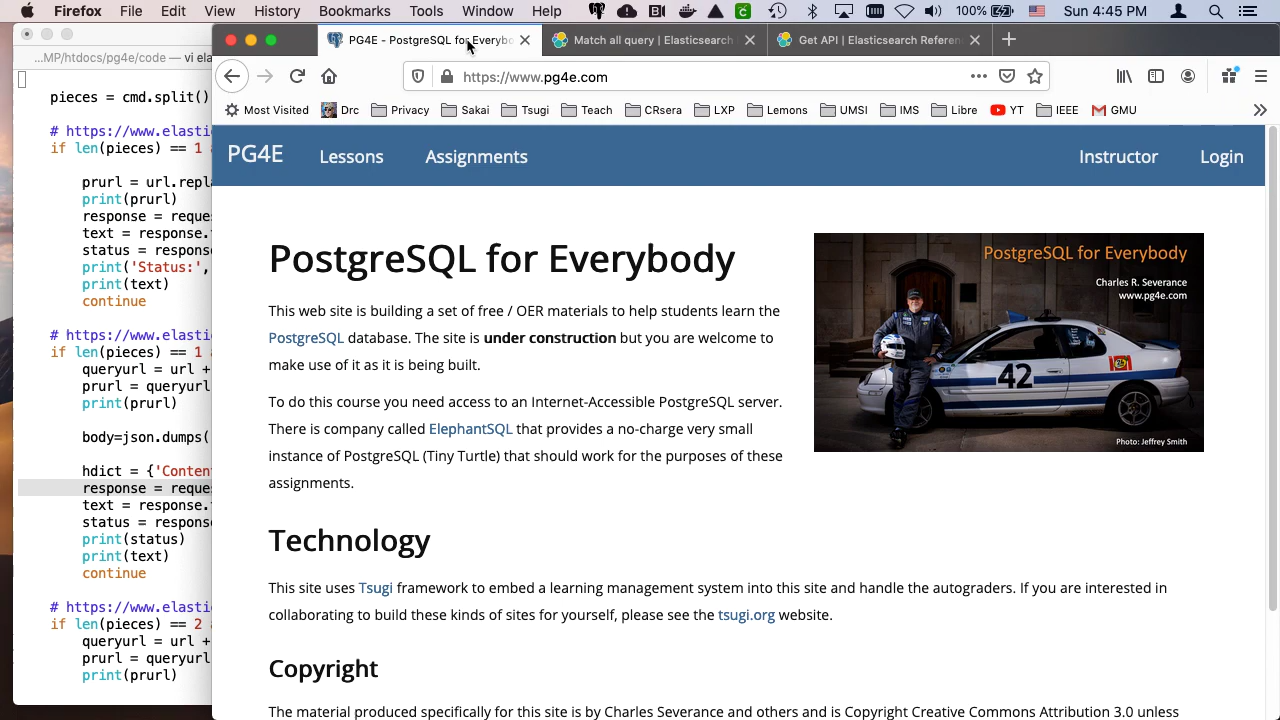 Firefox File Edit View History Bookmarks Tools Window Help 100% Sun 4:45 PM
...MP/htdocs/pg4e/code — vi ela
PG4E - PostgreSQL for Everybo
Match all query | Elasticsearch
Get API | Elasticsearch Referen
https://www.pg4e.com
Most Visited Drc Privacy Sakai Tsugi Teach CRsera LXP Lemons UMSI IMS Libre YT IEEE GMU
pieces = cmd.split()
# https://www.elasti
if len(pieces) == 1
prurl = url.repl
print(prurl)
response = reque
text = response.
status = respons
print('Status:',
print(text)
continue
# https://www.elasti
if len(pieces) == 1
queryurl = url +
prurl = queryurl
print(prurl)
body=json.dumps(
hdict = {'Conten
response = reque
text = response.
status = respons
print(status)
print(text)
continue
# https://www.elasti
if len(pieces) == 2
queryurl = url +
prurl = queryurl
print(prurl)
PG4E Lessons Assignments Instructor Login
PostgreSQL for Everybody
This web site is building a set of free / OER materials to help students learn the
PostgreSQL database. The site is under construction but you are welcome to
make use of it as it is being built.
To do this course you need access to an Internet-Accessible PostgreSQL server.
There is company called ElephantSQL that provides a no-charge very small
instance of PostgreSQL (Tiny Turtle) that should work for the purposes of these
assignments.
PostgreSQL for Everybody
Charles R. Severance
www.pg4e.com
42
Photo: Jeffrey Smith
Technology
This site uses Tsugi framework to embed a learning management system into this site and handle the autograders. If you are interested in
collaborating to build these kinds of sites for yourself, please see the tsugi.org website.
Copyright
The material produced specifically for this site is by Charles Severance and others and is Copyright Creative Commons Attribution 3.0 unless